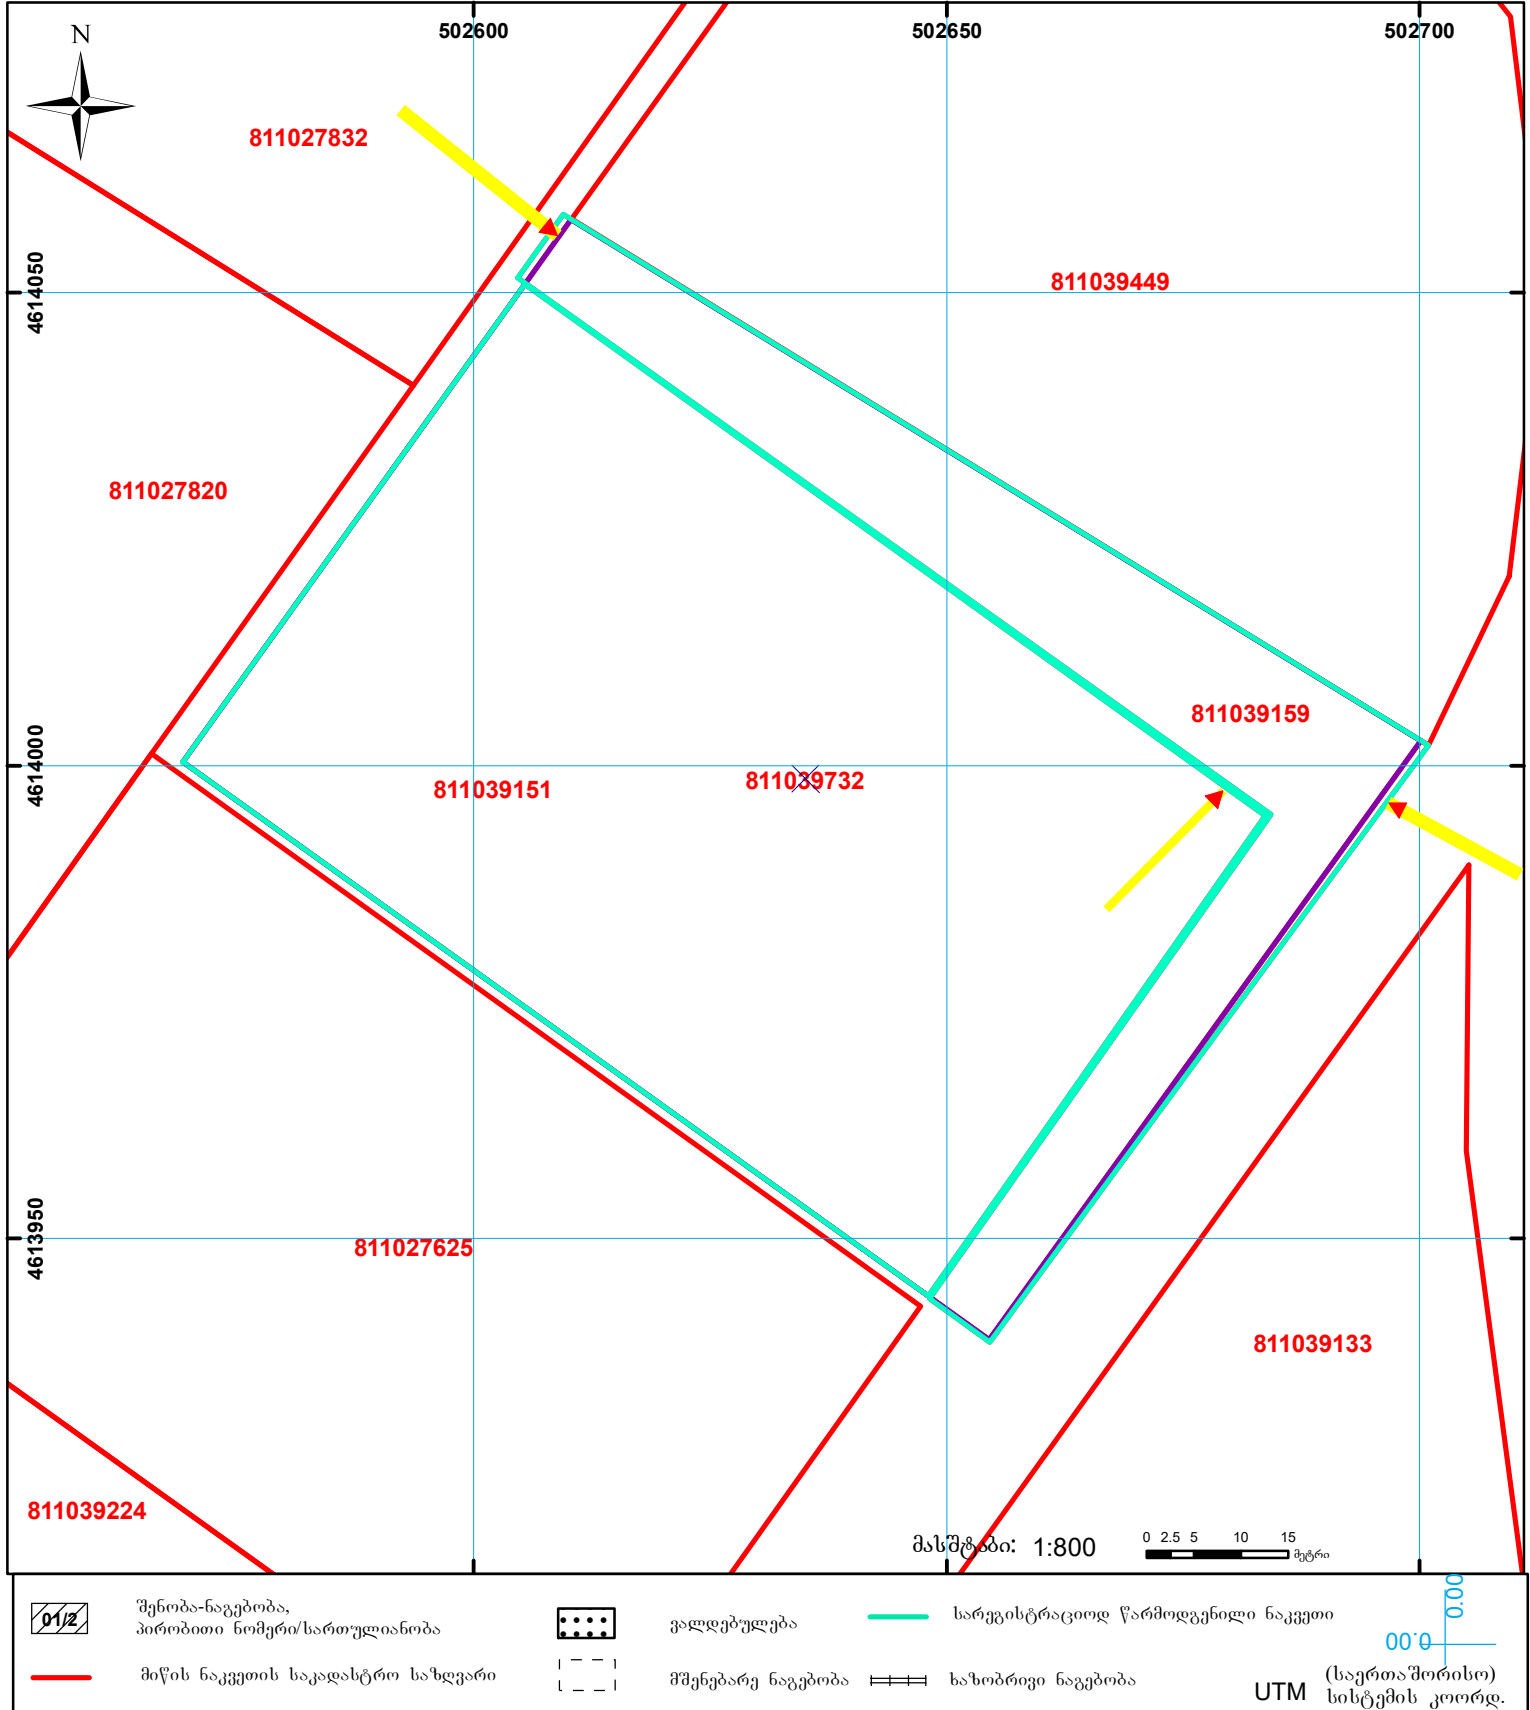 502600
502650
502700
N
811027832
4614050
811039449
811027820
811039159
4614000
811039151
811039732
4613950
811027625
811039133
811039224
მასშტაბი: 1:800
0 2.5 5 10 15
მეტრი
01/2
შენობა-ნაგებობა,
პირობითი ნომერი/სართულიანობა
ვალდებულება
სარეგისტრაციოდ წარმოდგენილი ნაკვეთი
0.00
00.0
მიწის ნაკვეთის საკადასტრო საზღვარი
მშენებარე ნაგებობა
ხაზობრივი ნაგებობა
UTM
(საერთაშორისო)
სისტემის კოორდ.